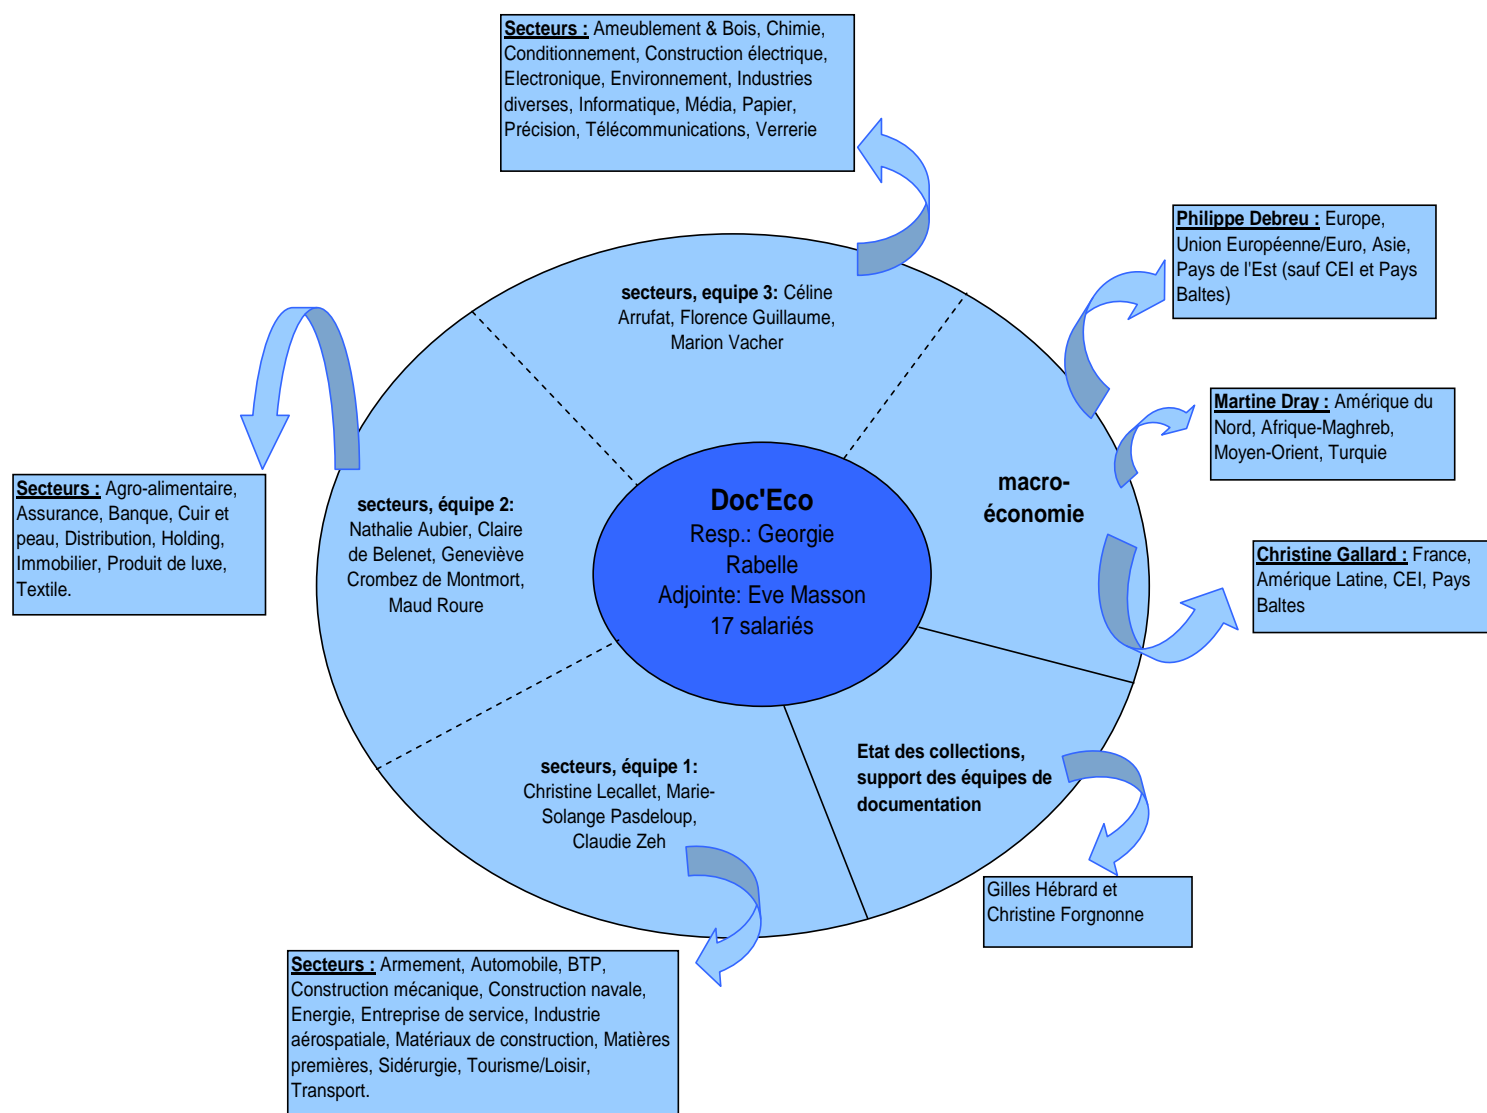 Secteurs : Ameublement & Bois, Chimie,
Conditionnement, Construction électrique,
Electronique, Environnement, Industries
diverses, Informatique, Média, Papier,
Précision, Télécommunications, Verrerie
Philippe Debreu : Europe,
Union Européenne/Euro, Asie,
Pays de l'Est (sauf CEI et Pays
Baltes)
secteurs, equipe 3: Céline
Arrufat, Florence Guillaume,
Marion Vacher
Martine Dray : Amérique du
Nord, Afrique-Maghreb,
Moyen-Orient, Turquie
macro-
économie
Secteurs : Agro-alimentaire,
Assurance, Banque, Cuir et
peau, Distribution, Holding,
Immobilier, Produit de luxe,
Textile.
secteurs, équipe 2:
Nathalie Aubier, Claire
de Belenet, Geneviève
Crombez de Montmort,
Maud Roure
Doc'Eco
Resp.: Georgie
Rabelle
Adjointe: Eve Masson
17 salariés
Christine Gallard : France,
Amérique Latine, CEI, Pays
Baltes
secteurs, équipe 1:
Christine Lecallet, Marie-
Solange Pasdeloup,
Claudie Zeh
Etat des collections,
support des équipes de
documentation
Gilles Hébrard et
Christine Forgnonne
Secteurs : Armement, Automobile, BTP,
Construction mécanique, Construction navale,
Energie, Entreprise de service, Industrie
aérospatiale, Matériaux de construction, Matières
premières, Sidérurgie, Tourisme/Loisir,
Transport.